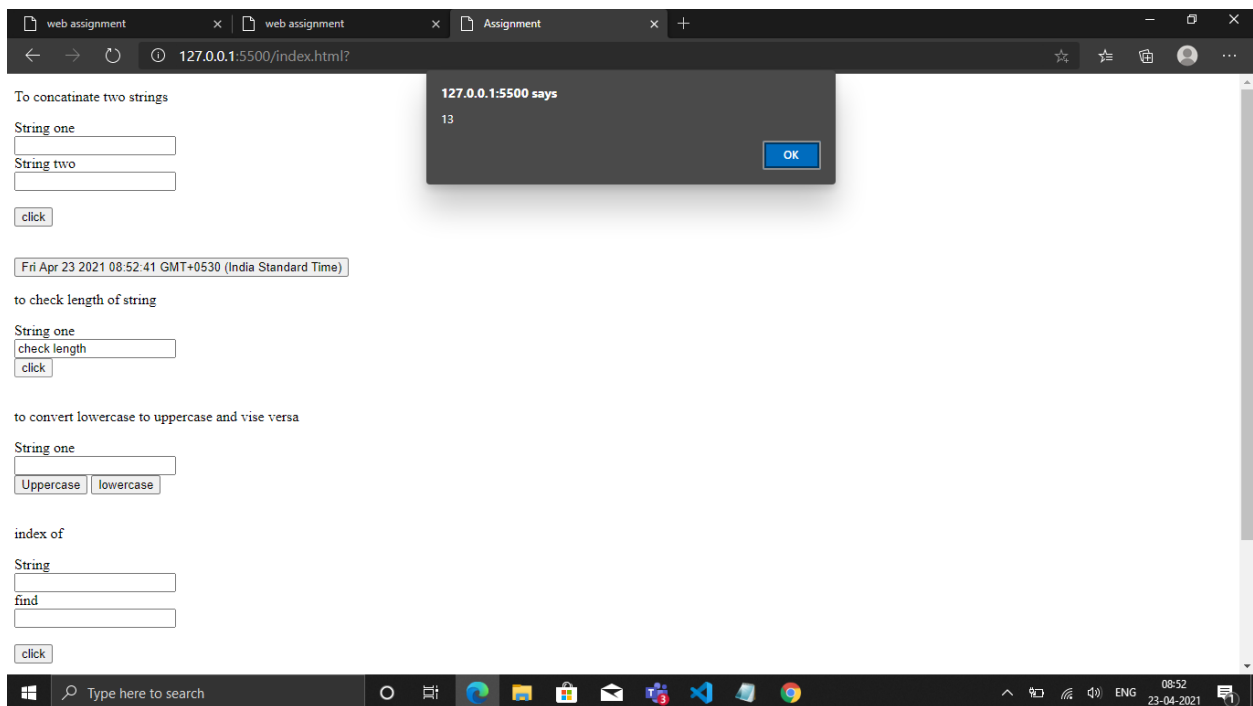 web assignment
web assignment
Assignment
127.0.0.1:5500/index.html?
127.0.0.1:5500 says
13
OK
To concatinate two strings
String one
String two
click
Fri Apr 23 2021 08:52:41 GMT+0530 (India Standard Time)
to check length of string
String one
check length
click
to convert lowercase to uppercase and vise versa
String one
Uppercase lowercase
index of
String
find
click
Type here to search
3
ENG
08:52
23-04-2021
1